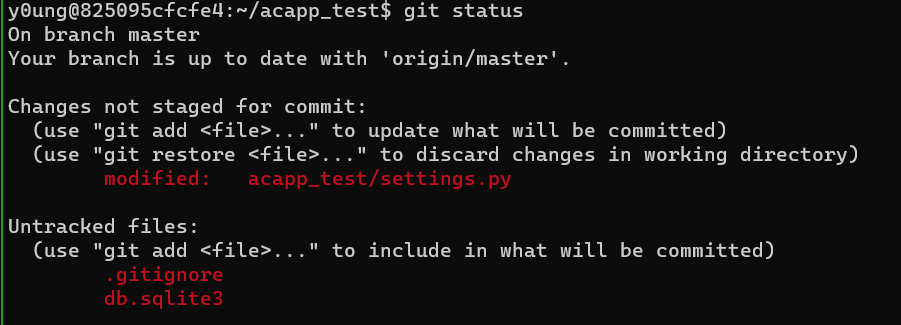 y0ung@825095cfcfe4:~/acapp_test$ git status
On branch master
Your branch is up to date with 'origin/master'.

Changes not staged for commit:
  (use "git add <file>..." to update what will be committed)
  (use "git restore <file>..." to discard changes in working directory)
        modified:   acapp_test/settings.py

Untracked files:
  (use "git add <file>..." to include in what will be committed)
        .gitignore
        db.sqlite3